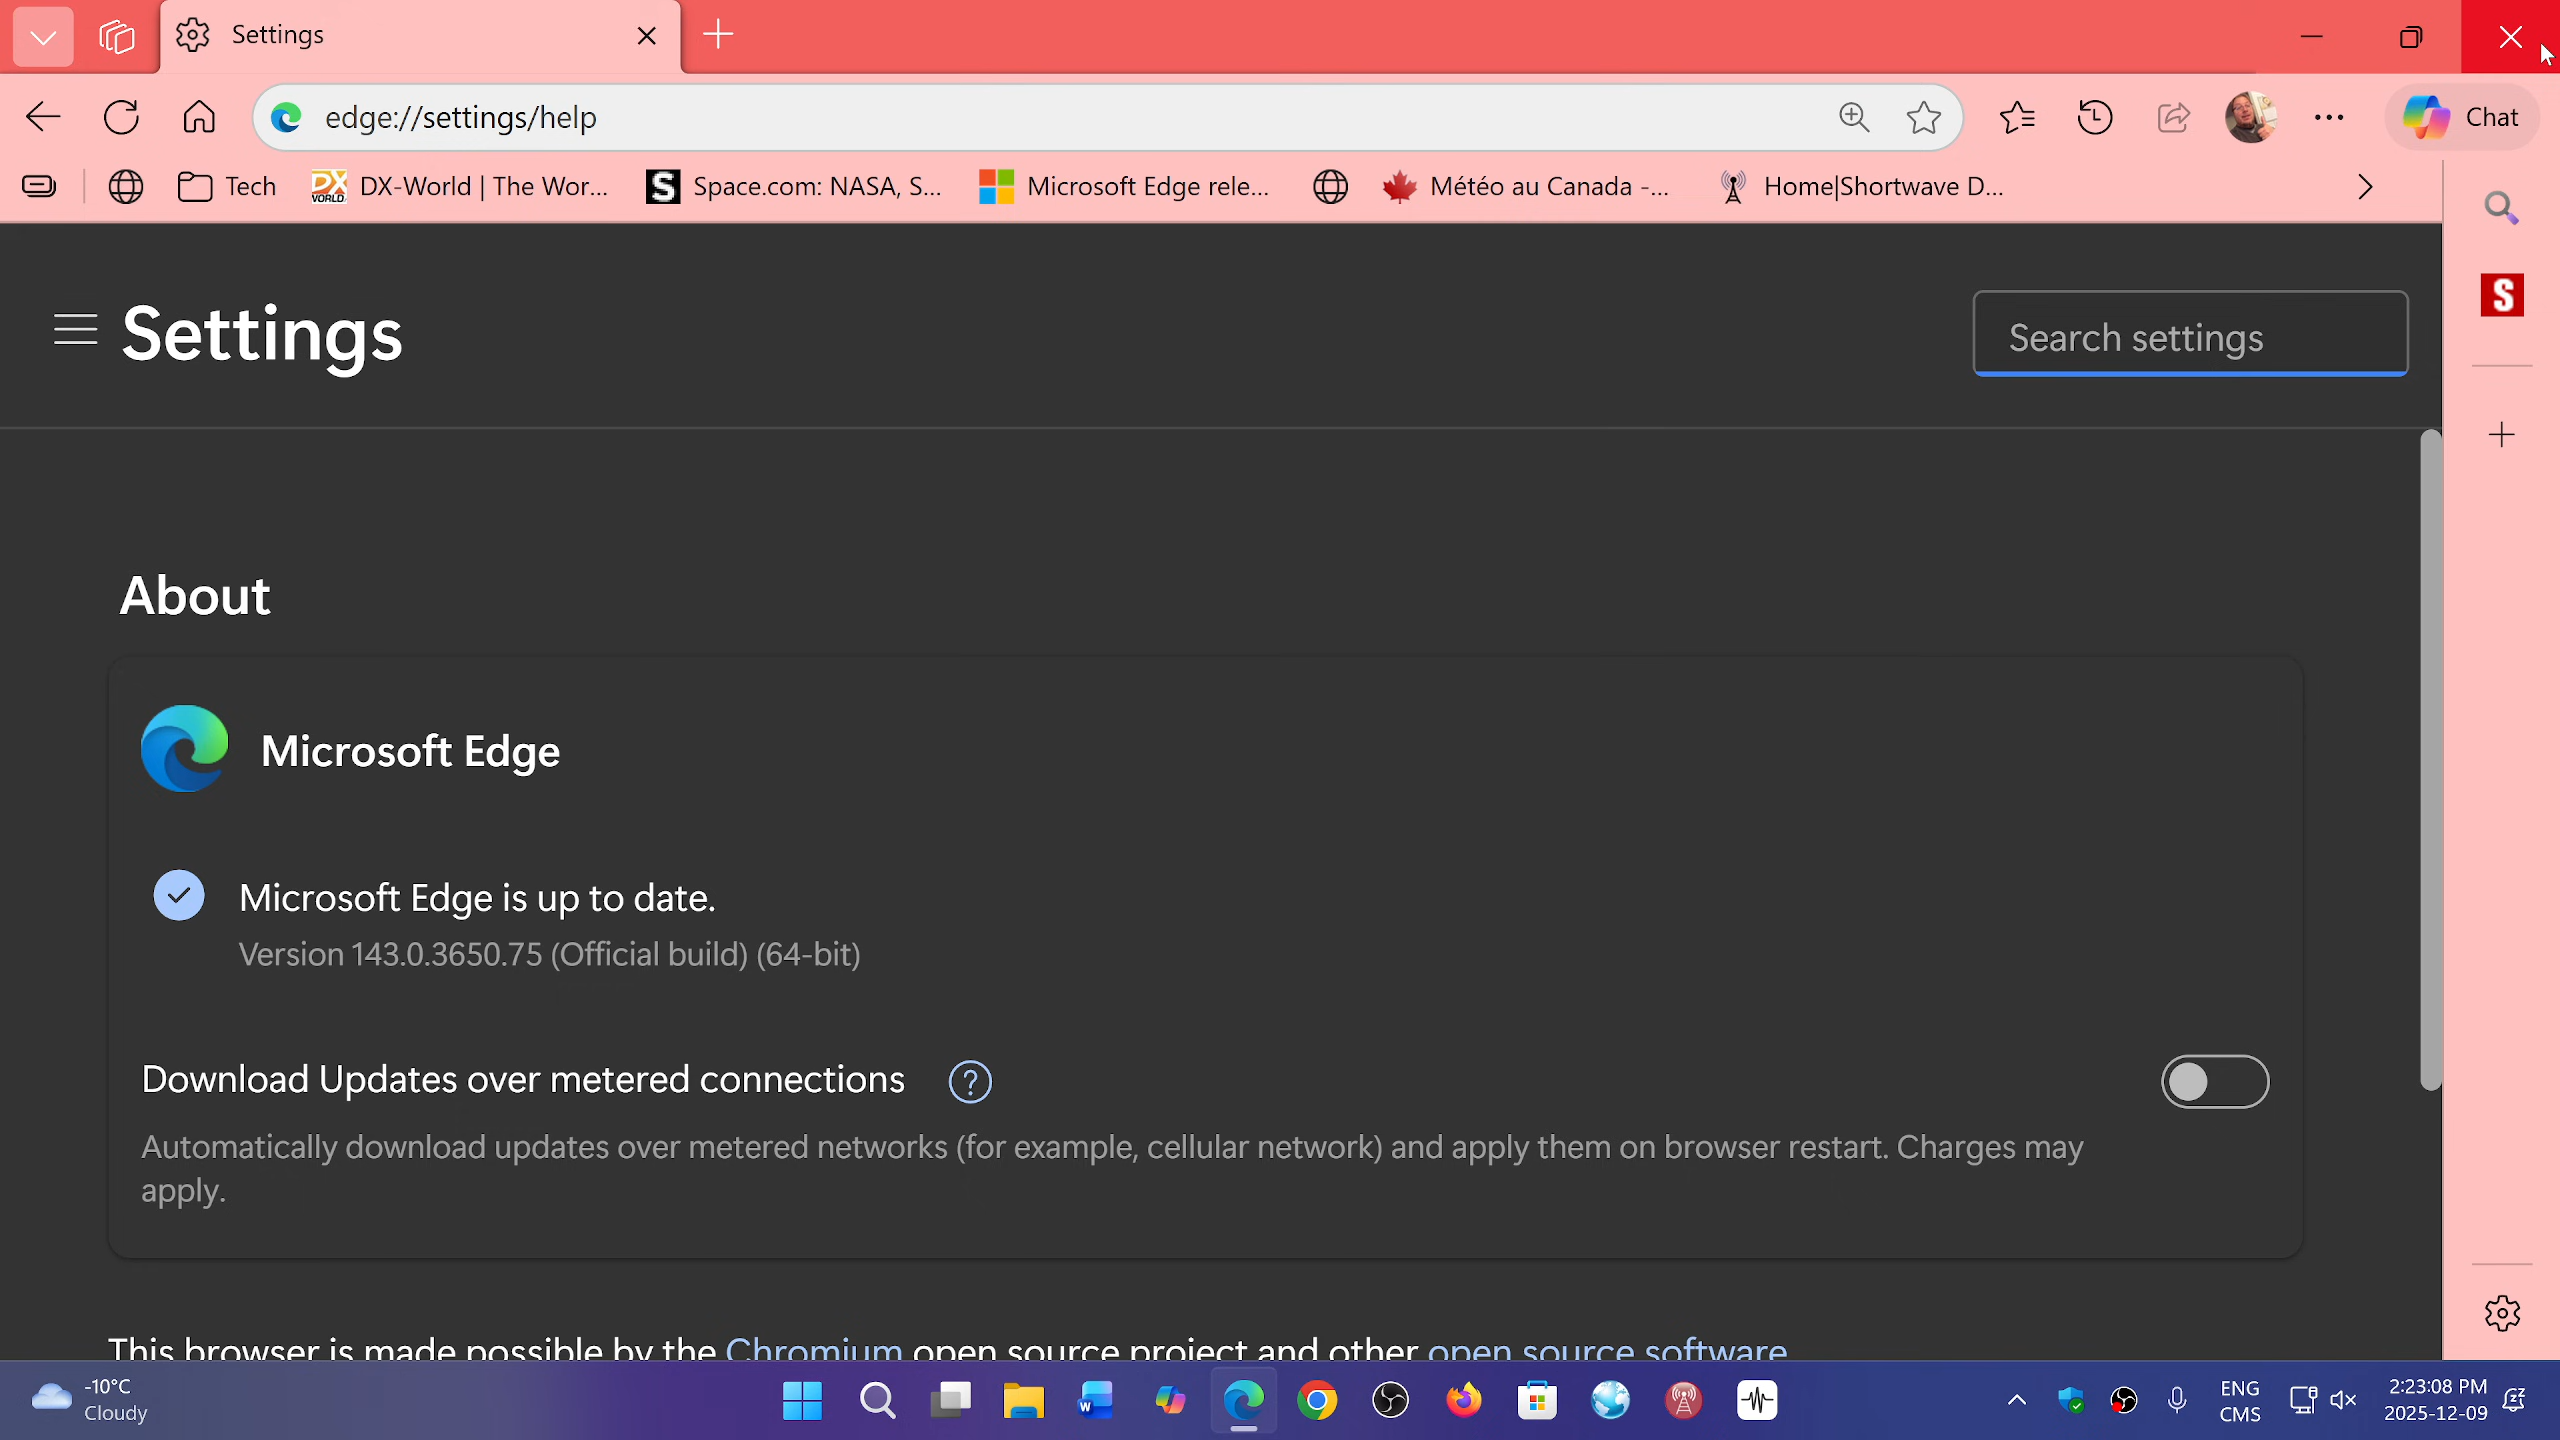 Settings
edge://settings/help
Chat
Tech
DX-World | The Wor...
Space.com: NASA, S...
Microsoft Edge rele...
Météo au Canada -...
Home|Shortwave D...
Settings
Search settings
About
Microsoft Edge
Microsoft Edge is up to date.
Version 143.0.3650.75 (Official build) (64-bit)
Download Updates over metered connections
Automatically download updates over metered networks (for example, cellular network) and apply them on browser restart. Charges may
apply.
This browser is made possible by the Chromium open source project and other open source software
-10°C
Cloudy
ENG
CMS
2:23:08 PM
2025-12-09